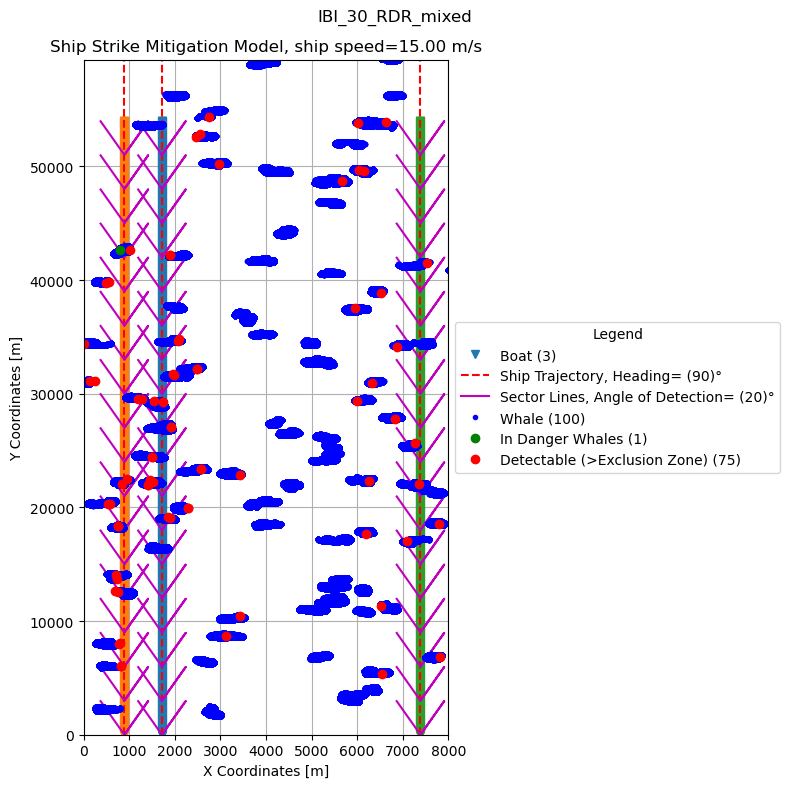 IBI_30_RDR_mixed
Ship Strike Mitigation Model, ship speed=15.00 m/s
50000
40000
30000
20000
10000
0
Y Coordinates [m]
0 1000 2000 3000 4000 5000 6000 7000 8000
X Coordinates [m]
Legend
Boat (3)
Ship Trajectory, Heading= (90)°
Sector Lines, Angle of Detection= (20)°
Whale (100)
In Danger Whales (1)
Detectable (>Exclusion Zone) (75)